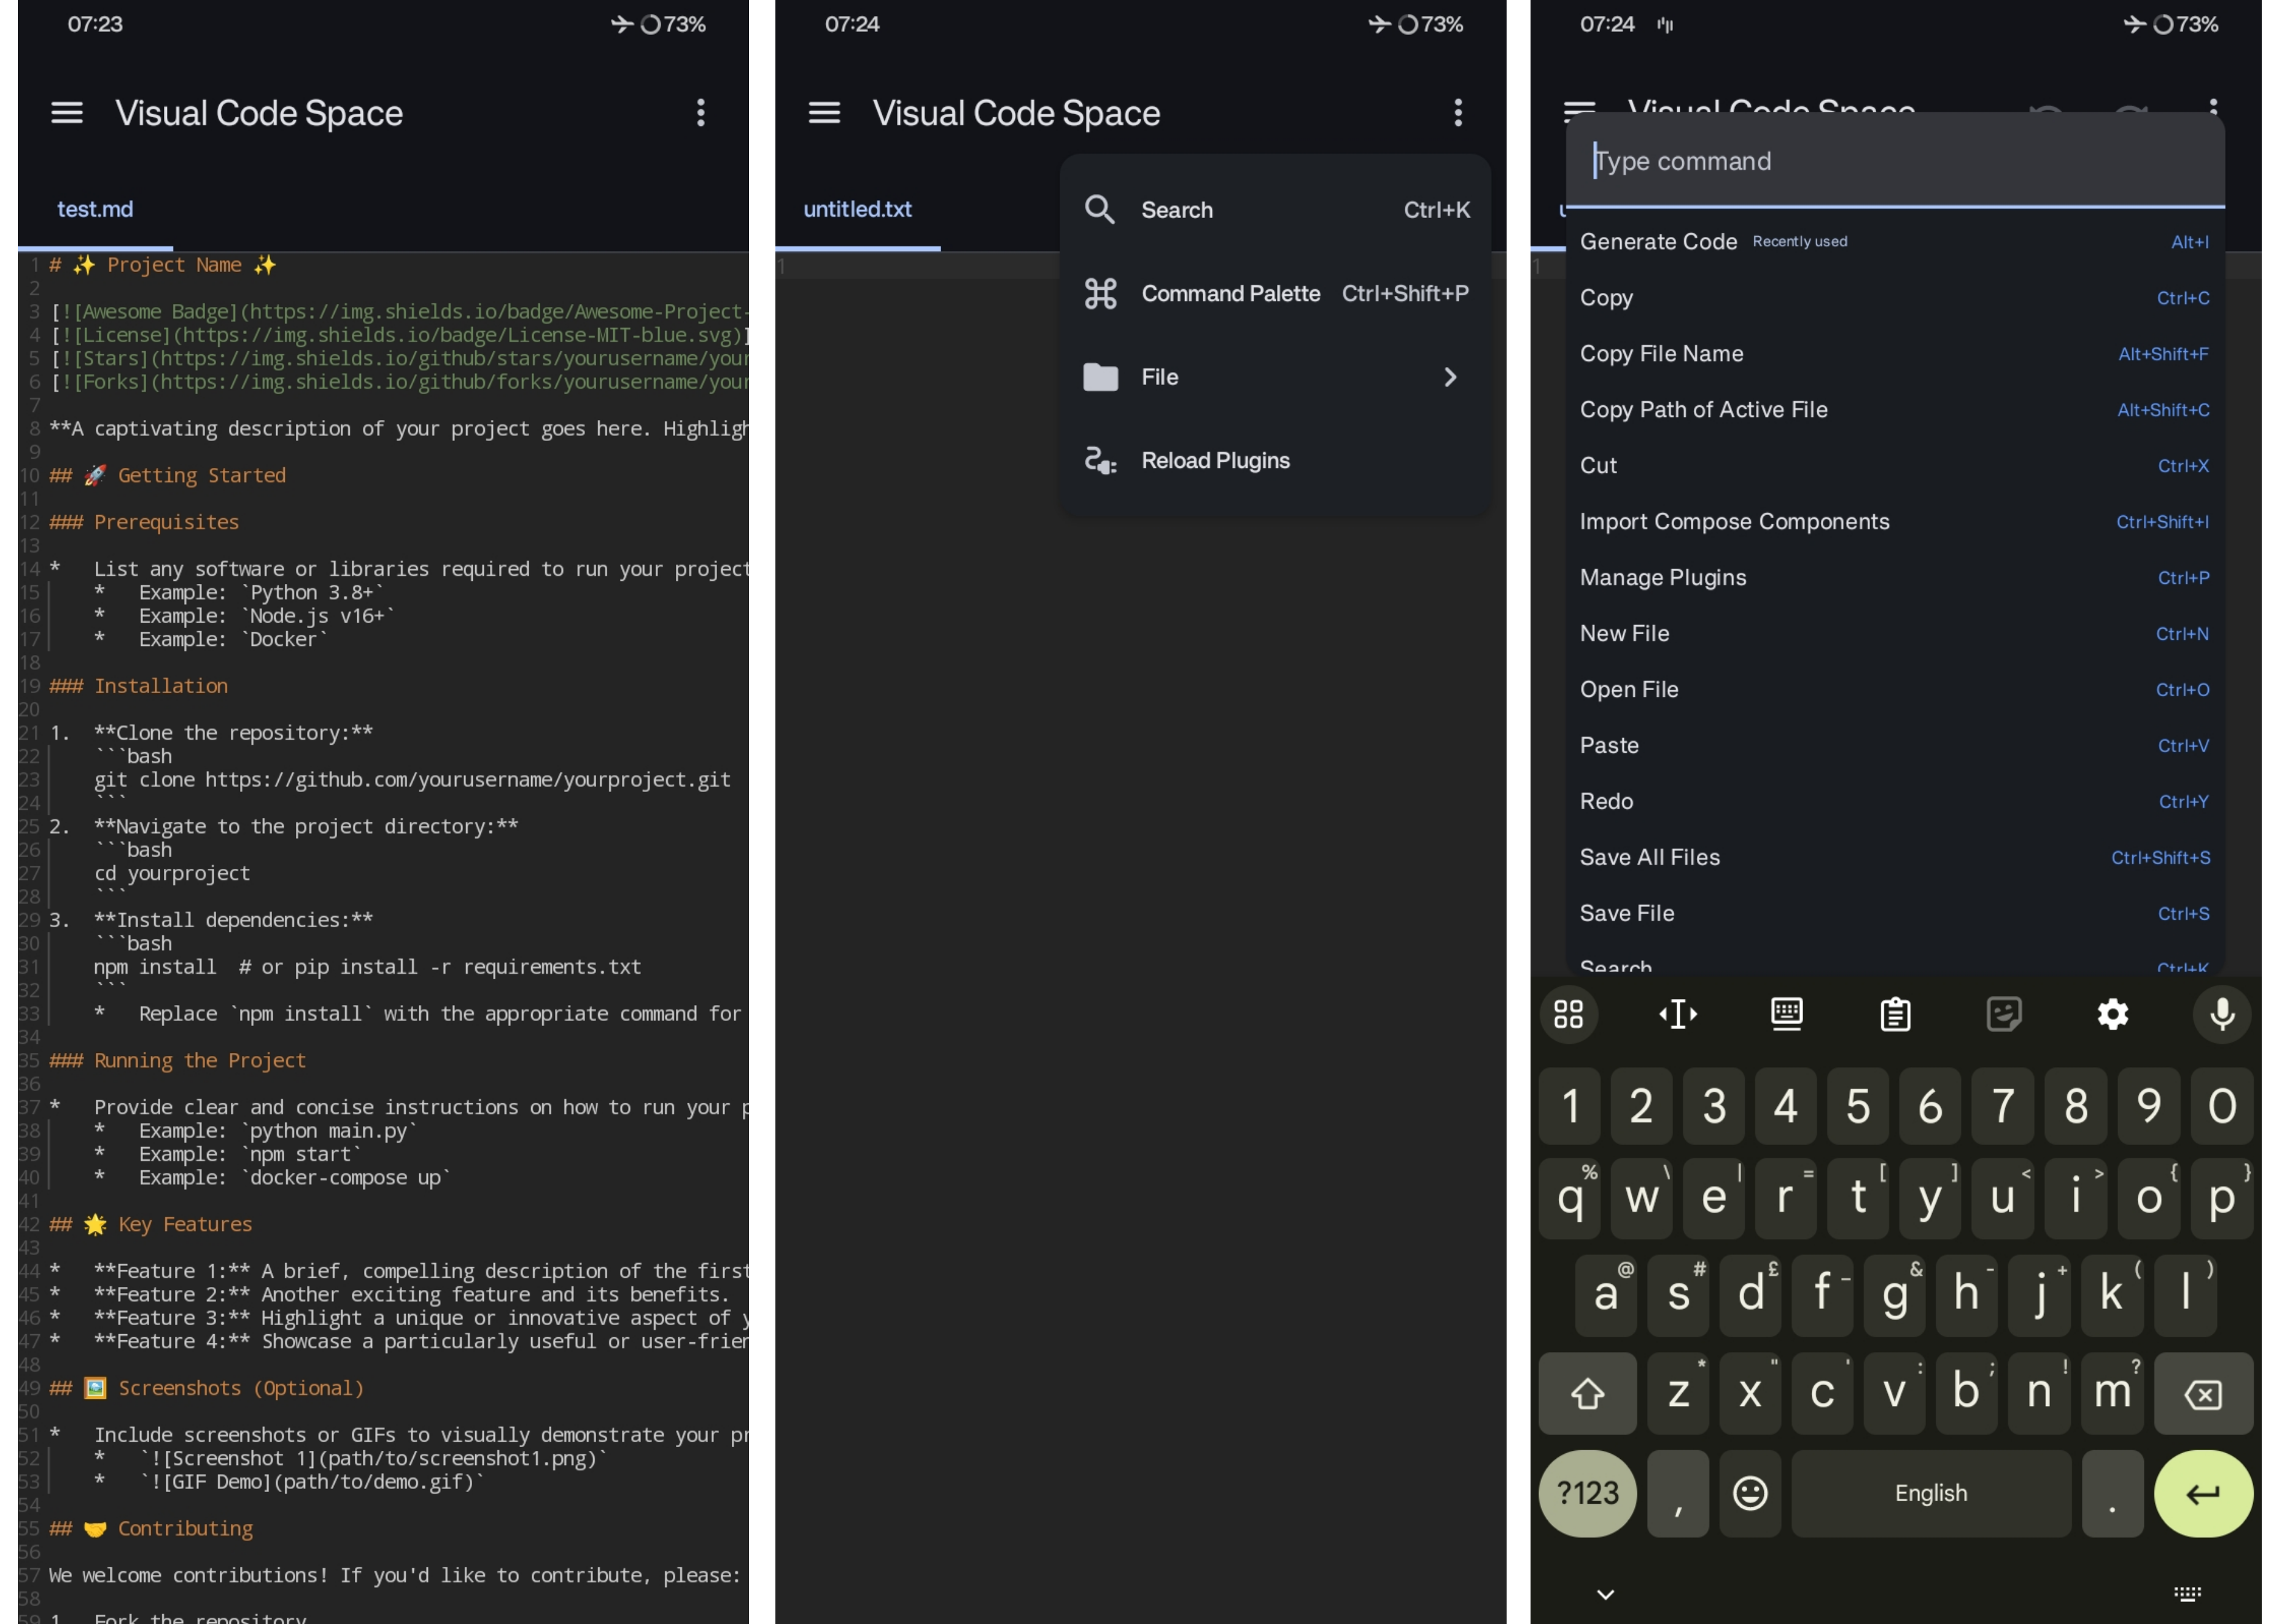 07:23
73%
Visual Code Space
test.md
1 # ✨ Project Name ✨
2
3 [![Awesome Badge](https://img.shields.io/badge/Awesome-Project-
4 [![License](https://img.shields.io/badge/License-MIT-blue.svg)]
5 [![Stars](https://img.shields.io/github/stars/yourusername/your
6 [![Forks](https://img.shields.io/github/forks/yourusername/your
7
8 **A captivating description of your project goes here. Highligh
9
10 ## 🚀 Getting Started
11
12 ### Prerequisites
13
14 *   List any software or libraries required to run your project
15     *   Example: `Python 3.8+`
16     *   Example: `Node.js v16+`
17     *   Example: `Docker`
18
19 ### Installation
20
21 1.  **Clone the repository:**
22     ```bash
23     git clone https://github.com/yourusername/yourproject.git
24     ```
25 2.  **Navigate to the project directory:**
26     ```bash
27     cd yourproject
28     ```
29 3.  **Install dependencies:**
30     ```bash
31     npm install  # or pip install -r requirements.txt
32     ```
33     *   Replace `npm install` with the appropriate command for
34
35 ### Running the Project
36
37 *   Provide clear and concise instructions on how to run your p
38     *   Example: `python main.py`
39     *   Example: `npm start`
40     *   Example: `docker-compose up`
41
42 ## 🌟 Key Features
43
44 *   **Feature 1:** A brief, compelling description of the first
45 *   **Feature 2:** Another exciting feature and its benefits.
46 *   **Feature 3:** Highlight a unique or innovative aspect of y
47 *   **Feature 4:** Showcase a particularly useful or user-frien
48
49 ## 🖼️ Screenshots (Optional)
50
51 *   Include screenshots or GIFs to visually demonstrate your pr
52     *   `![Screenshot 1](path/to/screenshot1.png)`
53     *   `![GIF Demo](path/to/demo.gif)`
54
55 ## 🤝 Contributing
56
57 We welcome contributions! If you'd like to contribute, please:
58
59 1.  Fork the repository
07:24
73%
Visual Code Space
untitled.txt
1
Search Ctrl+K
Command Palette Ctrl+Shift+P
File
Reload Plugins
07:24
73%
Visual Code Space
Type command
1
Generate Code Recently used Alt+I
Copy Ctrl+C
Copy File Name Alt+Shift+F
Copy Path of Active File Alt+Shift+C
Cut Ctrl+X
Import Compose Components Ctrl+Shift+I
Manage Plugins Ctrl+P
New File Ctrl+N
Open File Ctrl+O
Paste Ctrl+V
Redo Ctrl+Y
Save All Files Ctrl+Shift+S
Save File Ctrl+S
Search Ctrl+K
1 2 3 4 5 6 7 8 9 0
q % w \ e | r = t [ y ] u < i > o { p }
a @ s # d £ f _ g & h - j + k ( l )
z * x " c ' v : b ; n ! m ?
?123 , English .